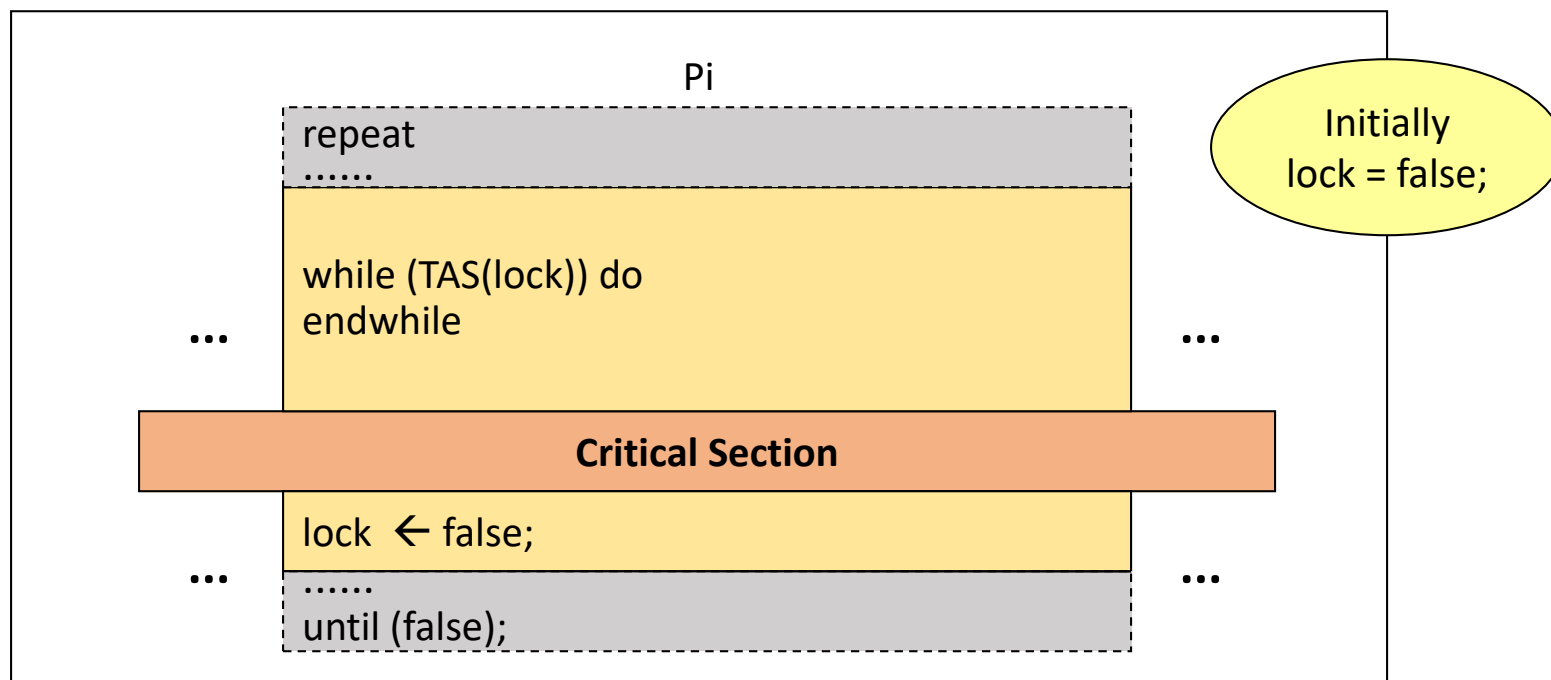 Pi
Initially
lock = false;
repeat
......
while (TAS(lock)) do
endwhile
... ...
Critical Section
lock ← false;
... ...
......
until (false);